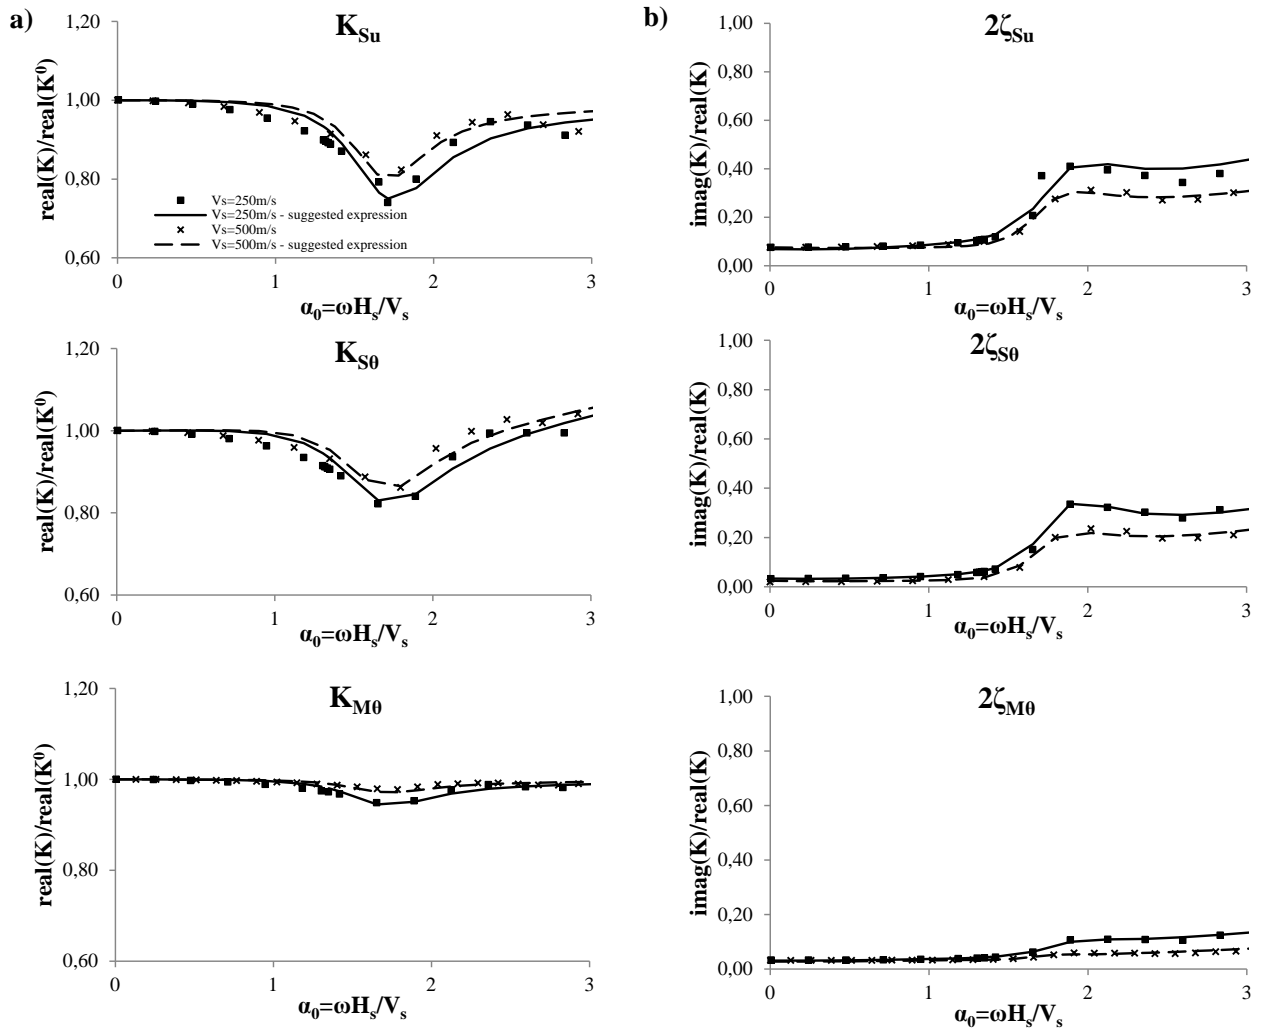 a)
K_Su
real(K)/real(K⁰)
1,20
1,00
0,80
0,60
Vs=250m/s
Vs=250m/s - suggested expression
Vs=500m/s
Vs=500m/s - suggested expression
0 1 2 3
α₀=ωH_s/V_s
b)
2ζ_Su
imag(K)/real(K)
1,00
0,80
0,60
0,40
0,20
0,00
0 1 2 3
α₀=ωH_s/V_s
K_Sθ
real(K)/real(K⁰)
1,20
1,00
0,80
0,60
0 1 2 3
α₀=ωH_s/V_s
2ζ_Sθ
imag(K)/real(K)
1,00
0,80
0,60
0,40
0,20
0,00
0 1 2 3
α₀=ωH_s/V_s
K_Mθ
real(K)/real(K⁰)
1,20
1,00
0,80
0,60
0 1 2 3
α₀=ωH_s/V_s
2ζ_Mθ
imag(K)/real(K)
1,00
0,80
0,60
0,40
0,20
0,00
0 1 2 3
α₀=ωH_s/V_s